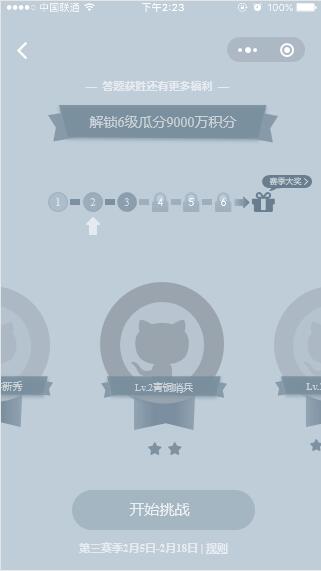 中国联通 下午2:23 100%
答题获胜还有更多福利
解锁6级瓜分9000万积分
赛季大奖
1 2 3 4 5 6
新秀 Lv.2青铜哨兵 Lv.
开始挑战
第三赛季2月5日-2月18日 | 规则